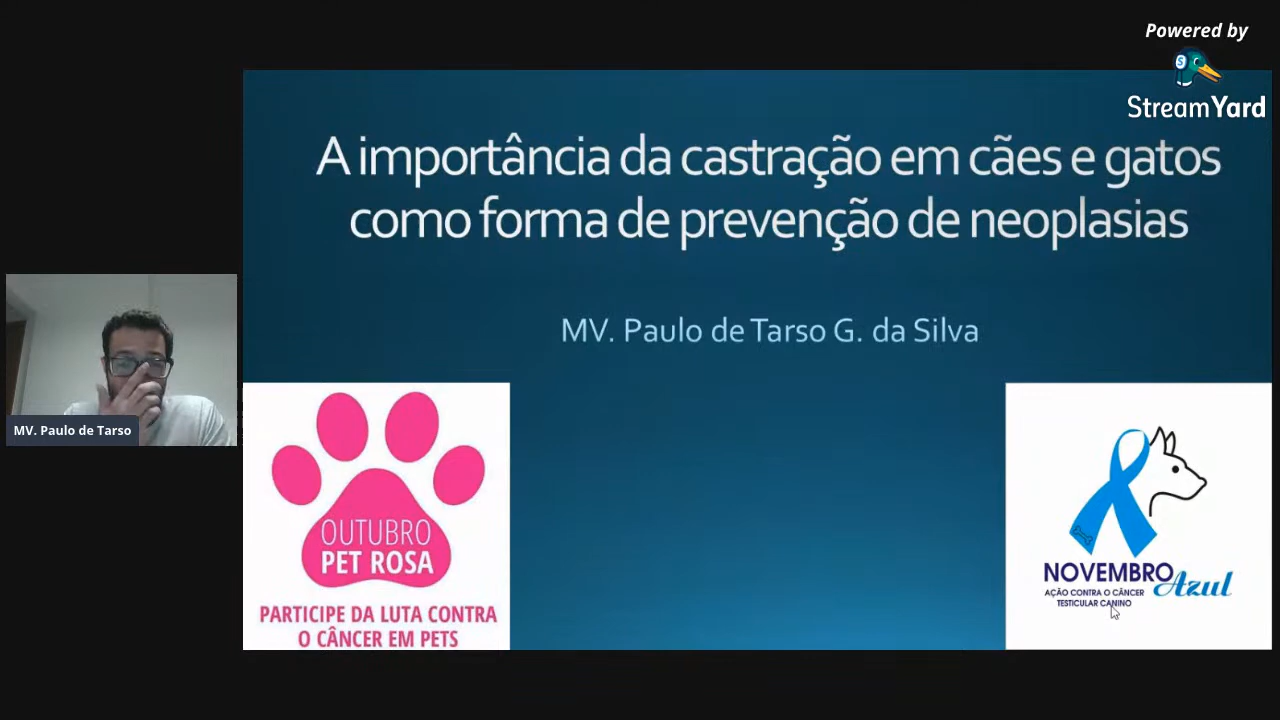 Powered by
StreamYard
A importância da castração em cães e gatos
como forma de prevenção de neoplasias
MV. Paulo de Tarso G. da Silva
MV. Paulo de Tarso
OUTUBRO
PET ROSA
PARTICIPE DA LUTA CONTRA
O CÂNCER EM PETS
NOVEMBRO Azul
AÇÃO CONTRA O CÂNCER
TESTICULAR CANINO